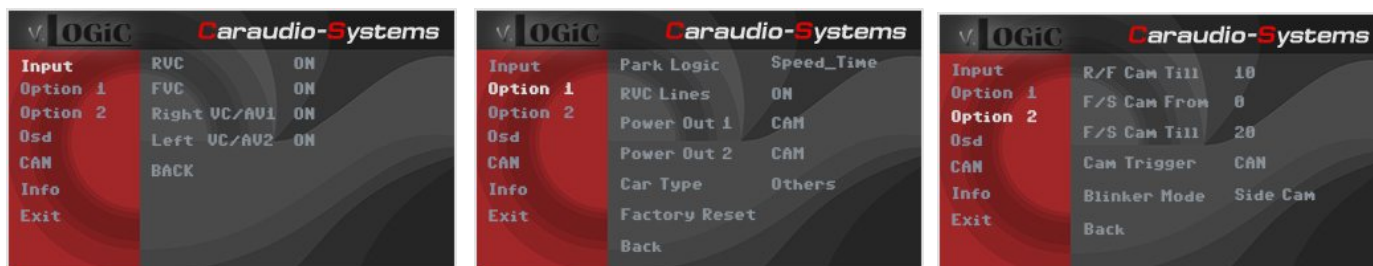 v.LOGiC Caraudio-Systems
Input RVC ON
Option 1 FVC ON
Option 2 Right VC/AV1 ON
Osd Left VC/AV2 ON
CAN BACK
Info
Exit
v.LOGiC Caraudio-Systems
Input Park Logic Speed_Time
Option 1 RVC Lines ON
Option 2 Power Out 1 CAM
Osd Power Out 2 CAM
CAN Car Type Others
Info Factory Reset
Exit Back
v.LOGiC Caraudio-Systems
Input R/F Cam Till 10
Option 1 F/S Cam From 0
Option 2 F/S Cam Till 20
Osd Cam Trigger CAN
CAN Blinker Mode Side Cam
Info Back
Exit